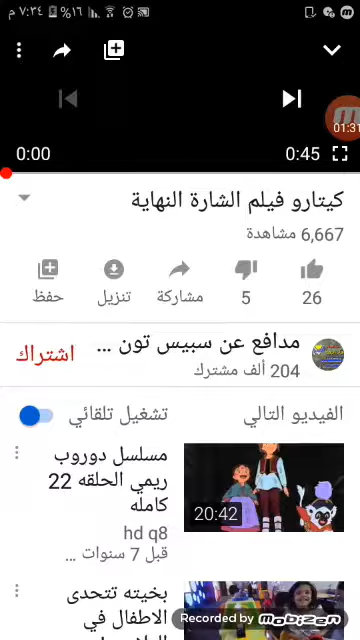 ٧:٣٤ م
%١٦
01:31
0:00
0:45
كيتارو فيلم الشارة النهاية
6,667 مشاهدة
26
5
مشاركة
تنزيل
حفظ
مدافع عن سبيس تون ...
204 ألف مشترك
اشتراك
الفيديو التالي
تشغيل تلقائي
مسلسل دوروب
ريمي الحلقه 22
كامله
hd q8
قبل 7 سنوات ...
20:42
بخيته تتحدى
الاطفال في
Recorded by mobizen